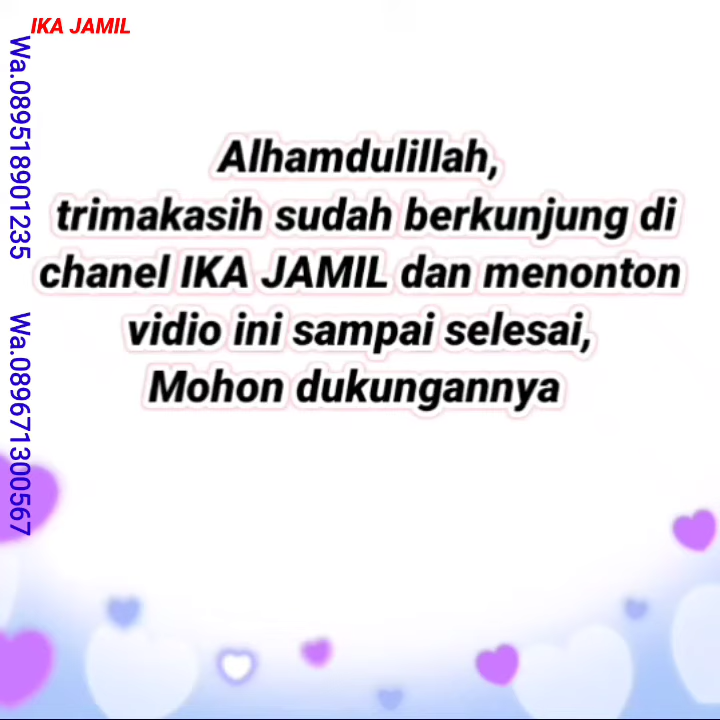 IKA JAMIL
Wa.089518901235
Wa.089671300567
Alhamdulillah,
trimakasih sudah berkunjung di
chanel IKA JAMIL dan menonton
vidio ini sampai selesai,
Mohon dukungannya